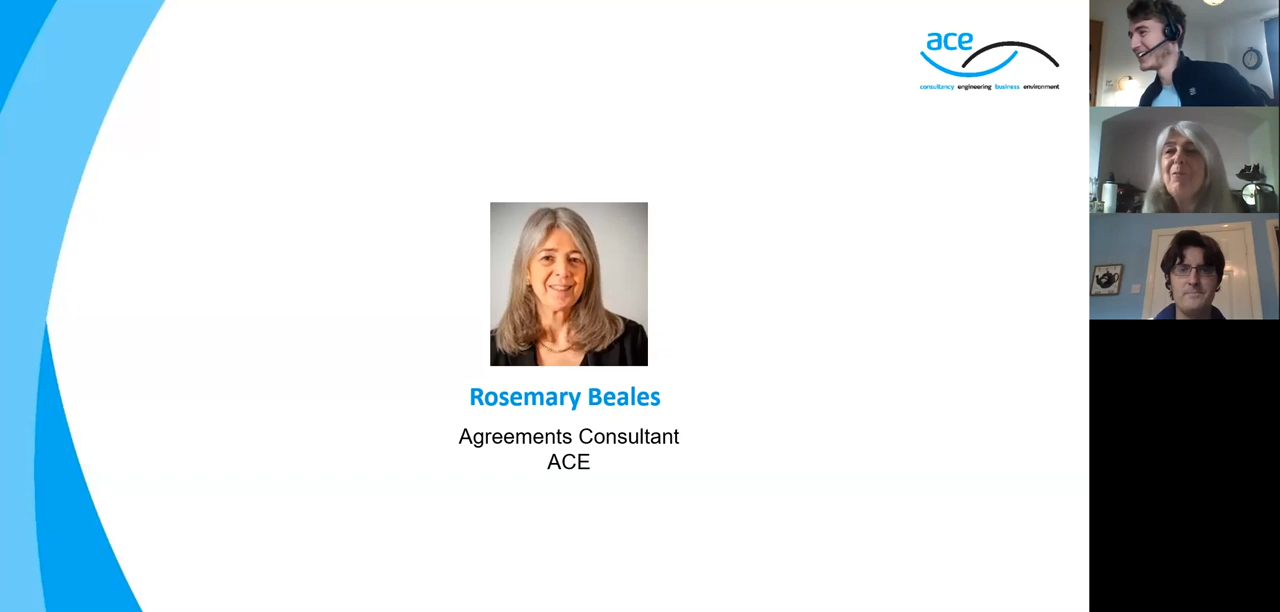 ace
consultancy engineering business environment
Rosemary Beales
Agreements Consultant
ACE